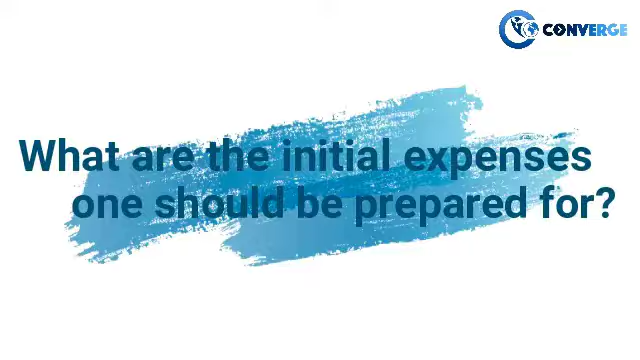 CONVERGE
What are the initial expenses
one should be prepared for?